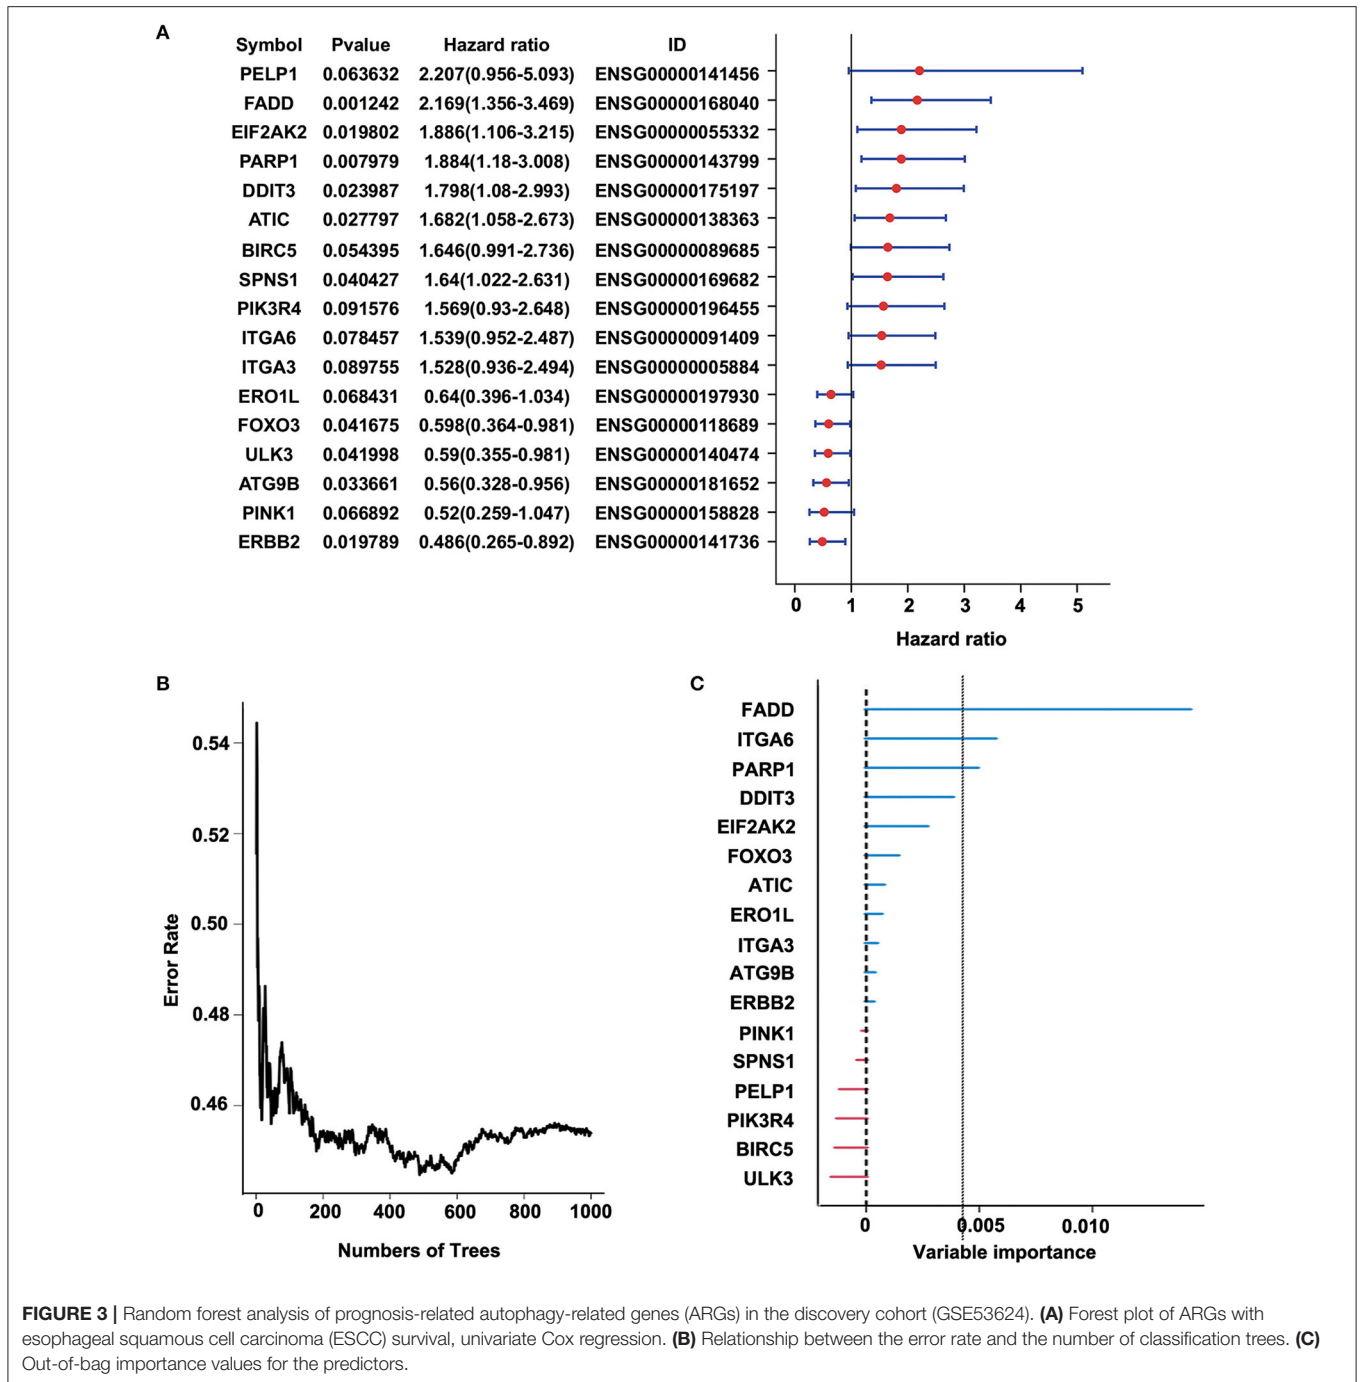 A
Symbol Pvalue Hazard ratio ID
PELP1 0.063632 2.207(0.956-5.093) ENSG00000141456
FADD 0.001242 2.169(1.356-3.469) ENSG00000168040
EIF2AK2 0.019802 1.886(1.106-3.215) ENSG00000055332
PARP1 0.007979 1.884(1.18-3.008) ENSG00000143799
DDIT3 0.023987 1.798(1.08-2.993) ENSG00000175197
ATIC 0.027797 1.682(1.058-2.673) ENSG00000138363
BIRC5 0.054395 1.646(0.991-2.736) ENSG00000089685
SPNS1 0.040427 1.64(1.022-2.631) ENSG00000169682
PIK3R4 0.091576 1.569(0.93-2.648) ENSG00000196455
ITGA6 0.078457 1.539(0.952-2.487) ENSG00000091409
ITGA3 0.089755 1.528(0.936-2.494) ENSG00000005884
ERO1L 0.068431 0.64(0.396-1.034) ENSG00000197930
FOXO3 0.041675 0.598(0.364-0.981) ENSG00000118689
ULK3 0.041998 0.59(0.355-0.981) ENSG00000140474
ATG9B 0.033661 0.56(0.328-0.956) ENSG00000181652
PINK1 0.066892 0.52(0.259-1.047) ENSG00000158828
ERBB2 0.019789 0.486(0.265-0.892) ENSG00000141736
0 1 2 3 4 5
Hazard ratio
B
0.54
0.52
0.50
0.48
0.46
Error Rate
0 200 400 600 800 1000
Numbers of Trees
C
FADD
ITGA6
PARP1
DDIT3
EIF2AK2
FOXO3
ATIC
ERO1L
ITGA3
ATG9B
ERBB2
PINK1
SPNS1
PELP1
PIK3R4
BIRC5
ULK3
0 0.005 0.010
Variable importance
FIGURE 3 | Random forest analysis of prognosis-related autophagy-related genes (ARGs) in the discovery cohort (GSE53624). (A) Forest plot of ARGs with
esophageal squamous cell carcinoma (ESCC) survival, univariate Cox regression. (B) Relationship between the error rate and the number of classification trees. (C)
Out-of-bag importance values for the predictors.